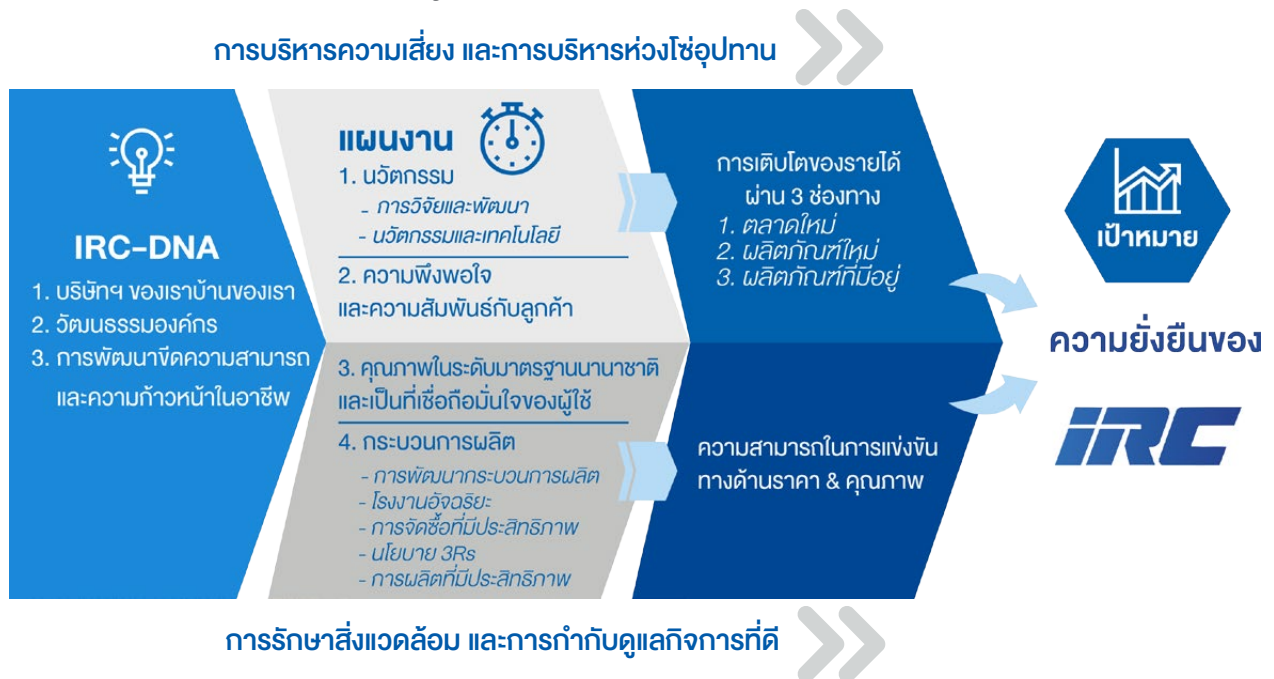 การบริหารความเสี่ยง และการบริหารห่วงโซ่อุปทาน
IRC-DNA
1. บริษัทฯ ของเราบ้านของเรา
2. วัฒนธรรมองค์กร
3. การพัฒนาขีดความสามารถ
และความก้าวหน้าในอาชีพ
แผนงาน
1. นวัตกรรม
- การวิจัยและพัฒนา
- นวัตกรรมและเทคโนโลยี
2. ความพึงพอใจ
และความสัมพันธ์กับลูกค้า
3. คุณภาพในระดับมาตรฐานนานาชาติ
และเป็นที่เชื่อถือมั่นใจของผู้ใช้
4. กระบวนการผลิต
- การพัฒนากระบวนการผลิต
- โรงงานอัจฉริยะ
- การจัดซื้อที่มีประสิทธิภาพ
- นโยบาย 3Rs
- การผลิตที่มีประสิทธิภาพ
การเติบโตของรายได้
ผ่าน 3 ช่องทาง
1. ตลาดใหม่
2. ผลิตภัณฑ์ใหม่
3. ผลิตภัณฑ์ที่มีอยู่
ความสามารถในการแข่งขัน
ทางด้านราคา & คุณภาพ
เป้าหมาย
ความยั่งยืนของ
IRC
การรักษาสิ่งแวดล้อม และการกำกับดูแลกิจการที่ดี